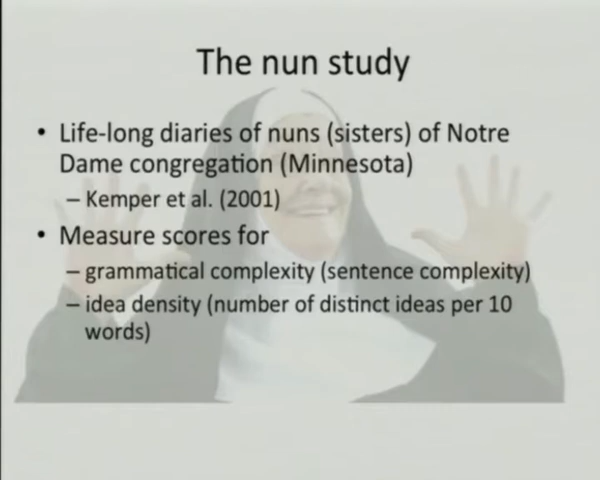 The nun study
• Life-long diaries of nuns (sisters) of Notre
Dame congregation (Minnesota)
– Kemper et al. (2001)
• Measure scores for
– grammatical complexity (sentence complexity)
– idea density (number of distinct ideas per 10
words)